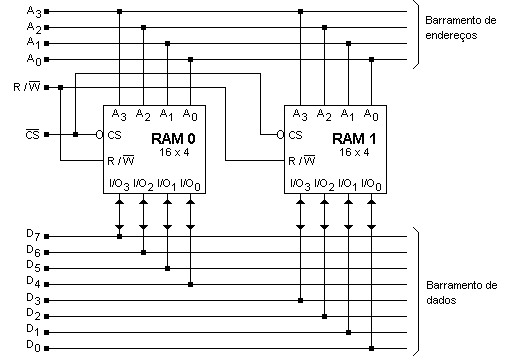 A3
A2
A1
A0
Barramento de
endereços
R / W̅
C̅S̅
A3 A2 A1 A0
CS RAM 0
16 x 4
R / W̅
I/O3 I/O2 I/O1 I/O0
A3 A2 A1 A0
CS RAM 1
16 x 4
R / W̅
I/O3 I/O2 I/O1 I/O0
D7
D6
D5
D4
D3
D2
D1
D0
Barramento de
dados